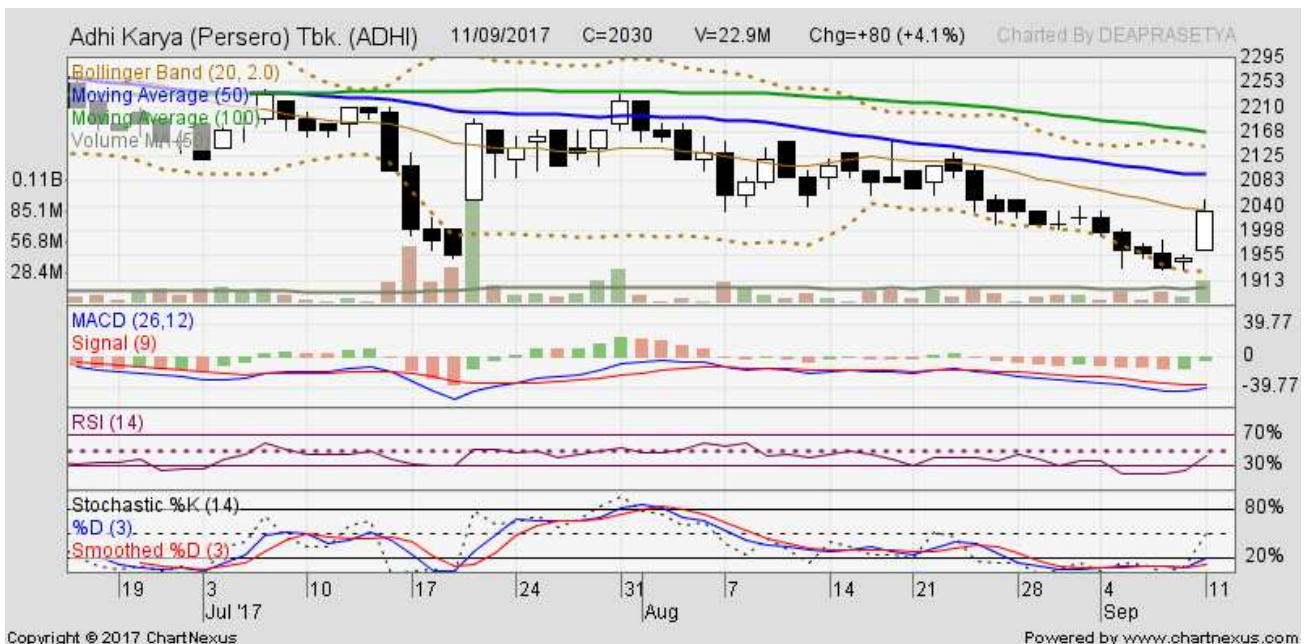 Adhi Karya (Persero) Tbk. (ADHI) 11/09/2017 C=2030 V=22.9M Chg=+80 (+4.1%) Charted By DEAPRASETYA
Bollinger Band (20, 2.0)
Moving Average (50)
Moving Average (100)
Volume MA (50)
0.11B
85.1M
56.8M
28.4M
2295
2253
2210
2168
2125
2083
2040
1998
1955
1913
MACD (26,12)
Signal (9)
39.77
0
-39.77
RSI (14)
70%
30%
Stochastic %K (14)
%D (3)
Smoothed %D (3)
80%
20%
19 3 10 17 24 31 7 14 21 28 4 11
Jul '17 Aug Sep
Copyright © 2017 ChartNexus Powered by www.chartnexus.com